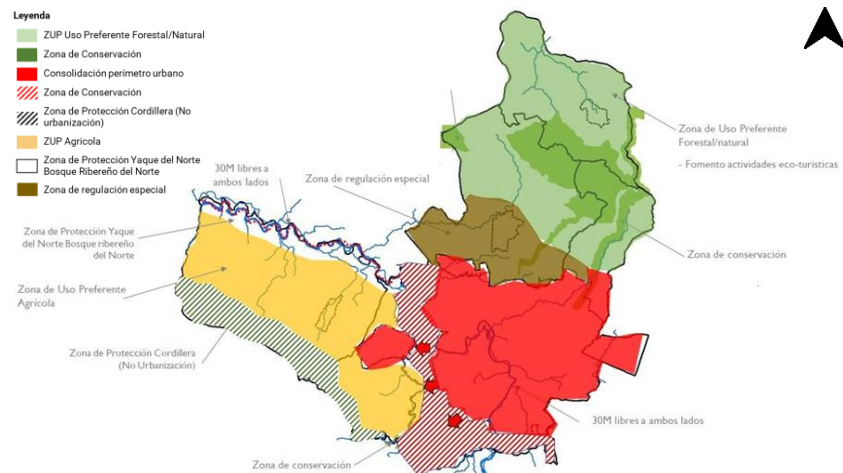 Leyenda
ZUP Uso Preferente Forestal/Natural
Zona de Conservación
Consolidación perímetro urbano
Zona de Conservación
Zona de Protección Cordillera (No
urbanización)
ZUP Agricola
Zona de Protección Yaque del Norte
Bosque Ribereño del Norte
Zona de regulación especial
30M libres a
ambos lados
Zona de regulación especial
Zona de Uso Preferente
Forestal/natural
- Fomento actividades eco-turisticas
Zona de Protección Yaque
del Norte Bosque ribereño
del Norte
Zona de conservación
Zona de Uso Preferente
Agrícola
Zona de Protección Cordillera
(No Urbanización)
30M libres a ambos lados
Zona de conservación